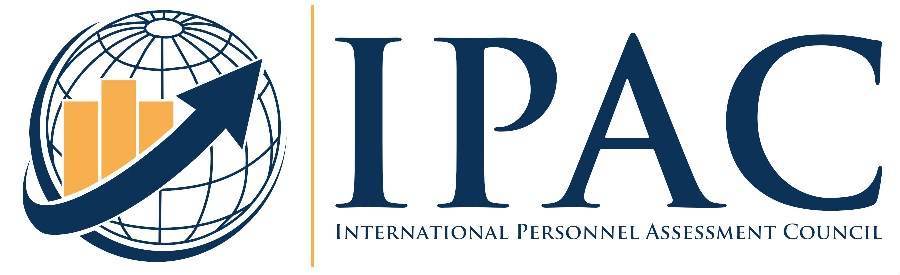 IPAC
International Personnel Assessment Council